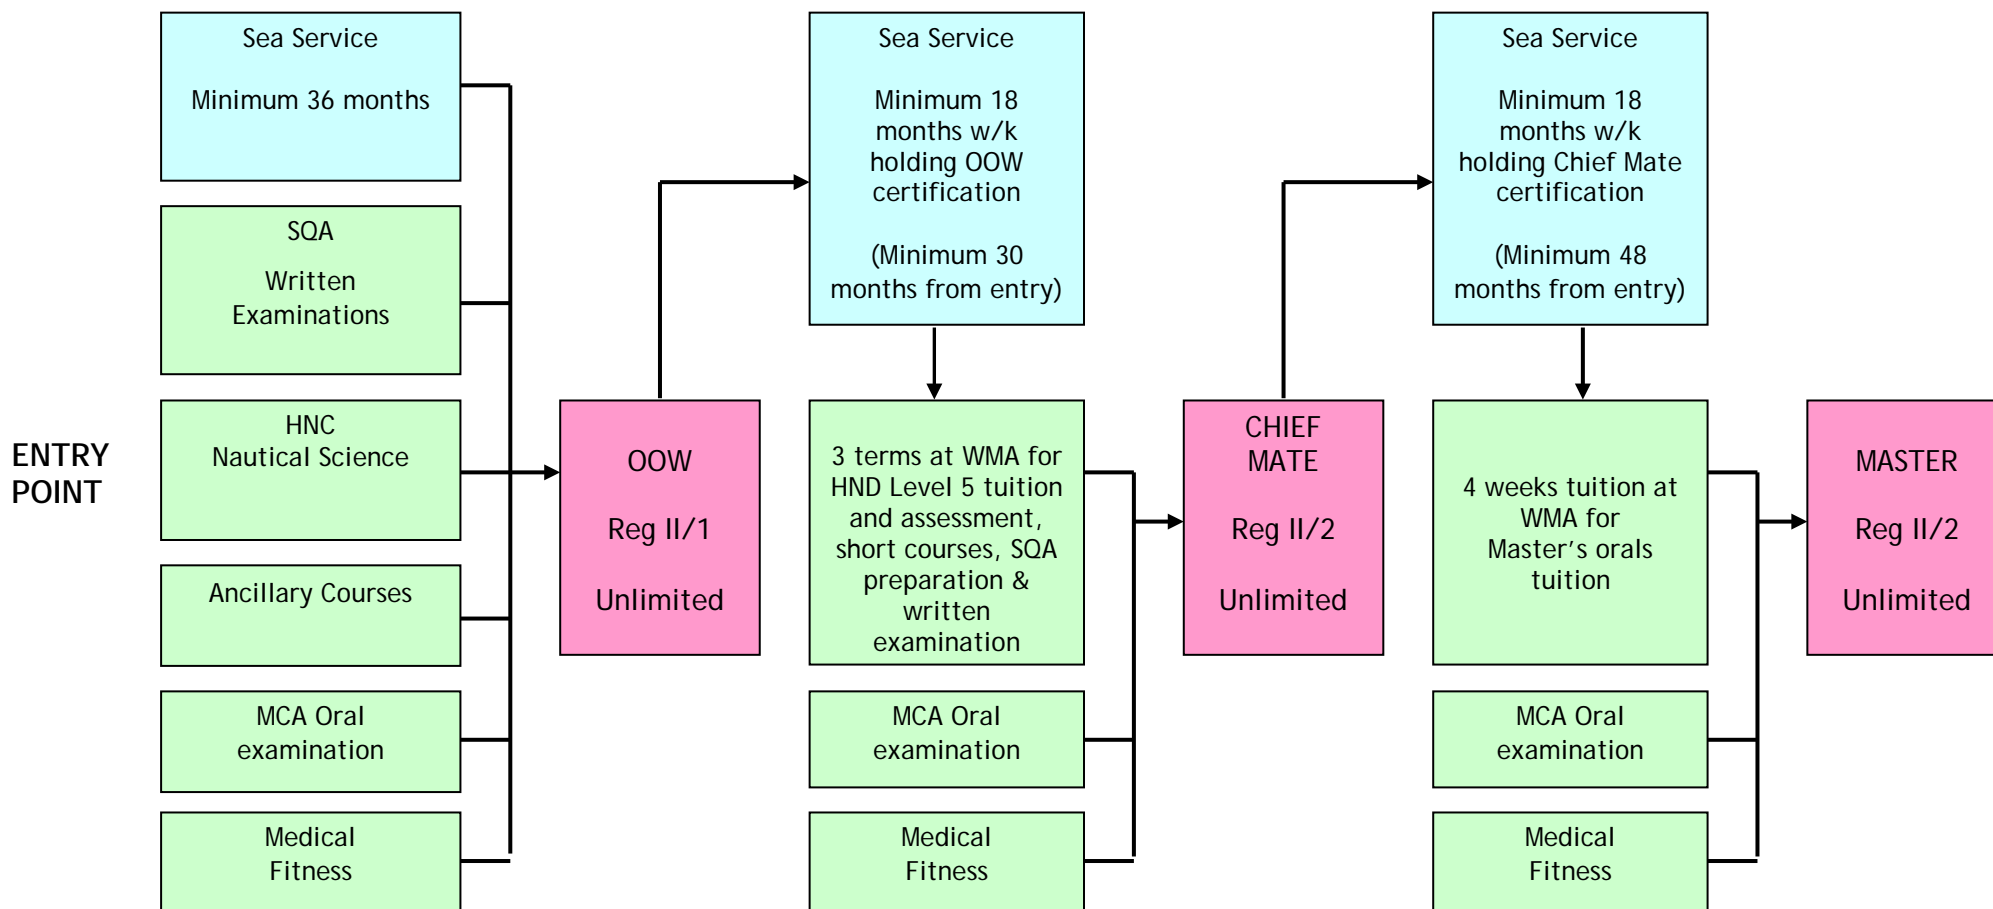 ENTRY
POINT
Sea Service
Minimum 36 months
SQA
Written
Examinations
HNC
Nautical Science
Ancillary Courses
MCA Oral
examination
Medical
Fitness
OOW
Reg II/1
Unlimited
Sea Service
Minimum 18
months w/k
holding OOW
certification
(Minimum 30
months from entry)
3 terms at WMA for
HND Level 5 tuition
and assessment,
short courses, SQA
preparation &
written
examination
MCA Oral
examination
Medical
Fitness
CHIEF
MATE
Reg II/2
Unlimited
Sea Service
Minimum 18
months w/k
holding Chief Mate
certification
(Minimum 48
months from entry)
4 weeks tuition at
WMA for
Master’s orals
tuition
MCA Oral
examination
Medical
Fitness
MASTER
Reg II/2
Unlimited